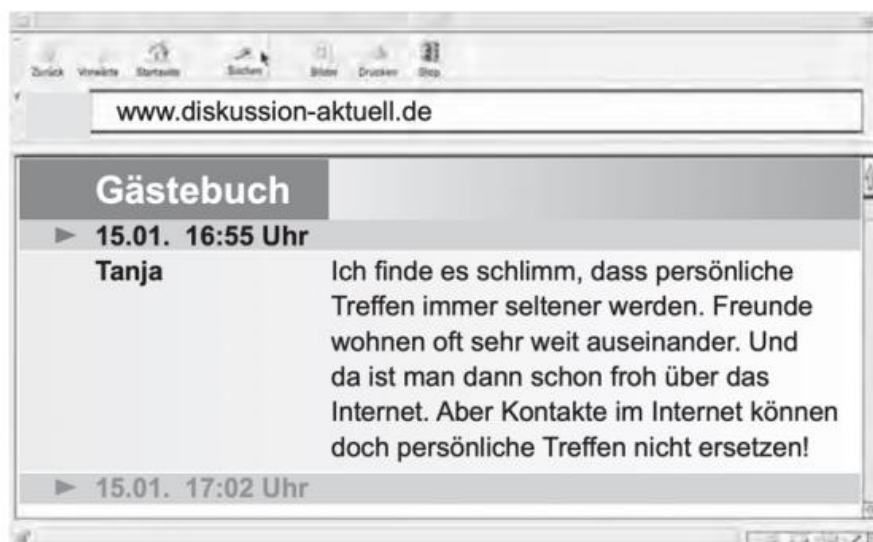 Zurück Vorwärts Startseite Suchen Bilder Drucken Stop
www.diskussion-aktuell.de
Gästebuch
15.01. 16:55 Uhr
Tanja
Ich finde es schlimm, dass persönliche
Treffen immer seltener werden. Freunde
wohnen oft sehr weit auseinander. Und
da ist man dann schon froh über das
Internet. Aber Kontakte im Internet können
doch persönliche Treffen nicht ersetzen!
15.01. 17:02 Uhr